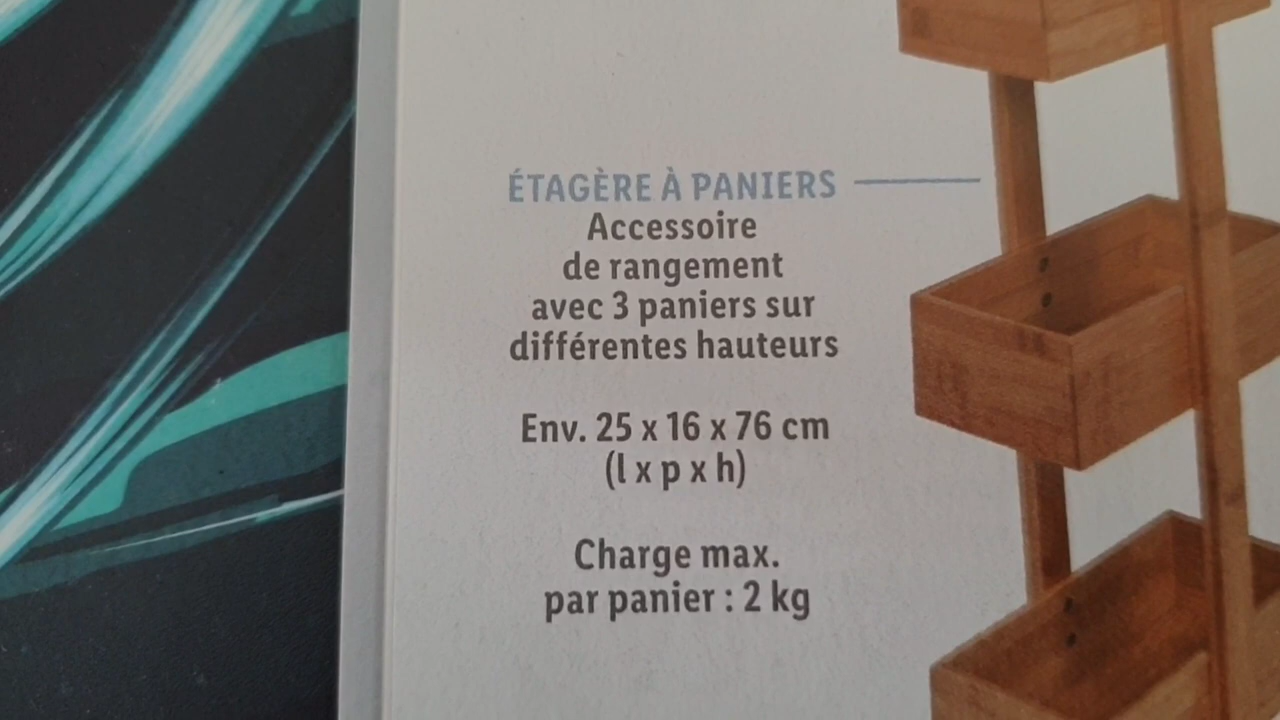 ÉTAGÈRE À PANIERS
Accessoire
de rangement
avec 3 paniers sur
différentes hauteurs
Env. 25 x 16 x 76 cm
(l x p x h)
Charge max.
par panier : 2 kg